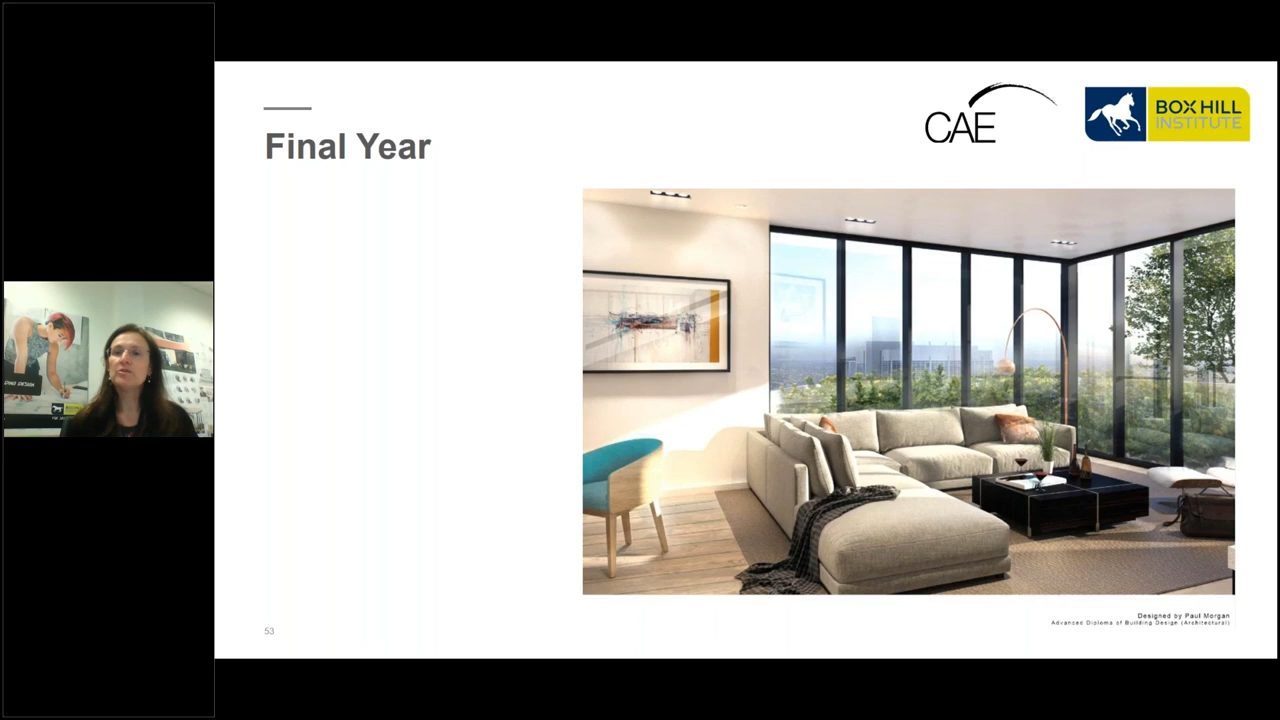 Final Year
CAE
BOX HILL
INSTITUTE
Designed by Paul Morgan
Advanced Diploma of Building Design (Architectural)
53